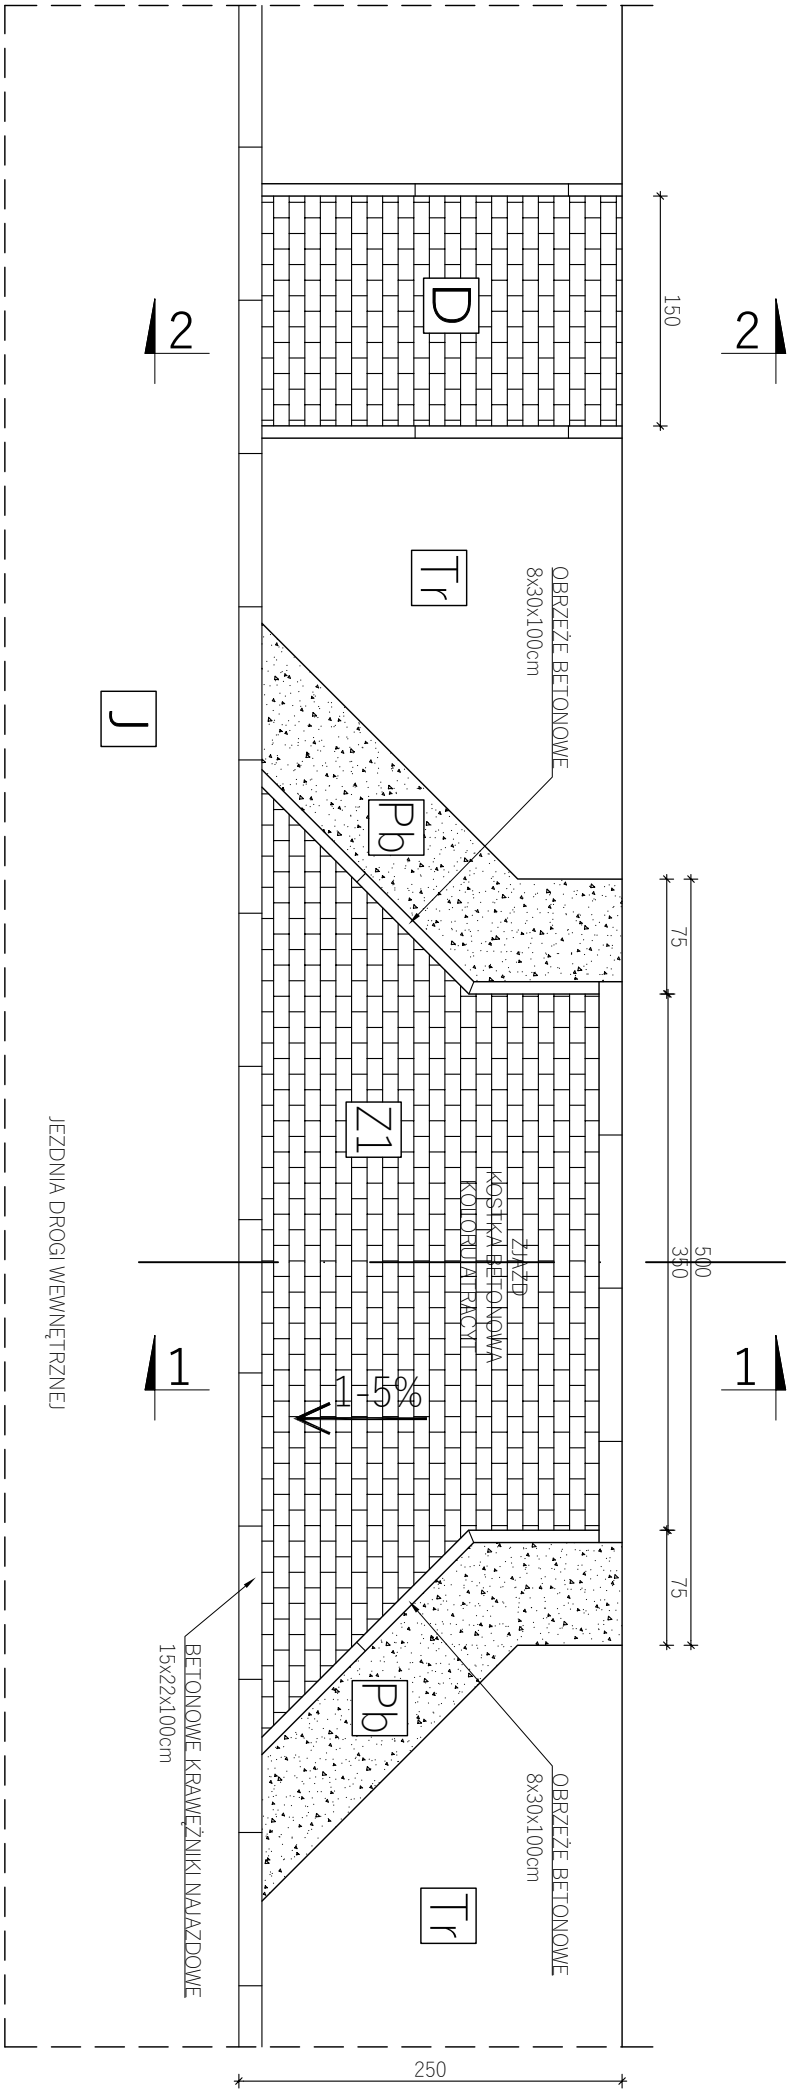 2
2
150
D
Tr
OBRZEŻE BETONOWE
8x30x100cm
J
Pb
75
Z1
JEZDNIA DROGI WEWNĘTRZNEJ
ZJAZD
KOSTKA BETONOWA
KOLORU ATRACYT
500
350
1
1
1-5%
75
BETONOWE KRAWĘŻNIKI NAJAZDOWE
15x22x100cm
Pb
OBRZEŻE BETONOWE
8x30x100cm
Tr
250